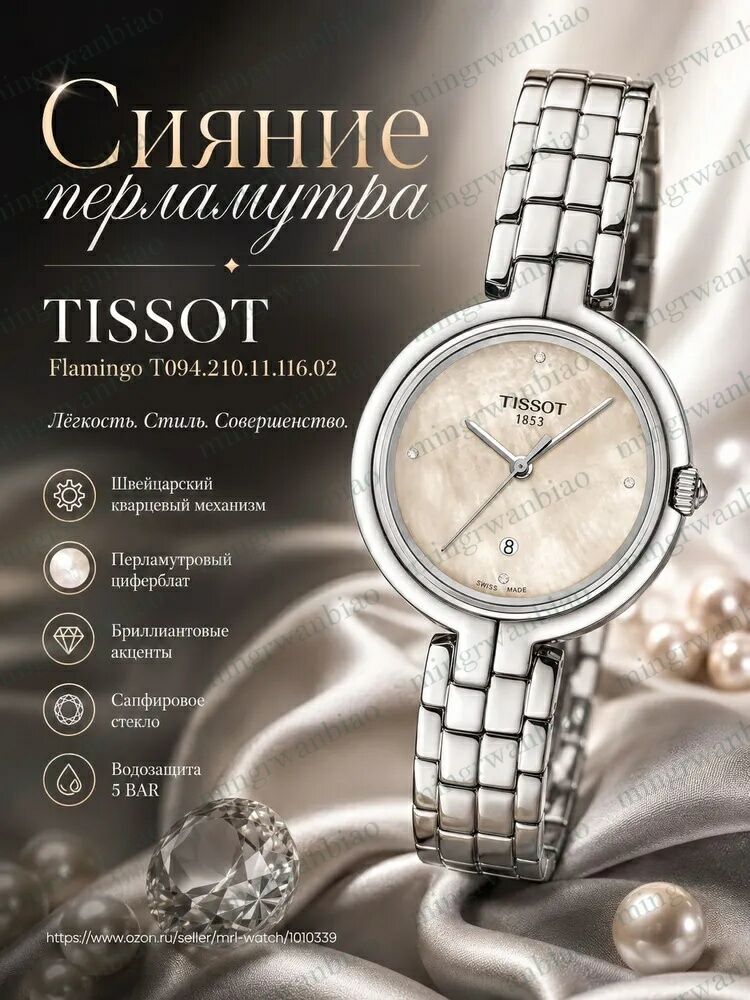 Сияние
перламутра
TISSOT
Flamingo T094.210.11.116.02
Лёгкость. Стиль. Совершенство.
Швейцарский
кварцевый механизм
Перламутровый
циферблат
Бриллиантовые
акценты
Сапфировое
стекло
Водозащита
5 BAR
https://www.ozon.ru/seller/mrl-watch/1010339
TISSOT
1853
8
SWISS MADE
mingrwanbiao